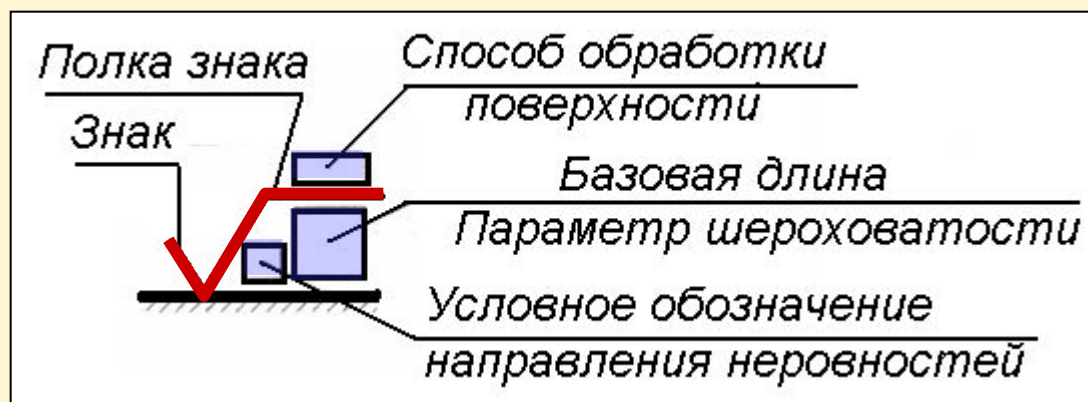 Полка знака
Способ обработки
поверхности
Знак
Базовая длина
Параметр шероховатости
Условное обозначение
направления неровностей